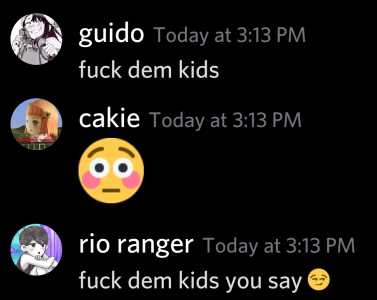 guido Today at 3:13 PM
fuck dem kids
cakie Today at 3:13 PM
😳
rio ranger Today at 3:13 PM
fuck dem kids you say 😏